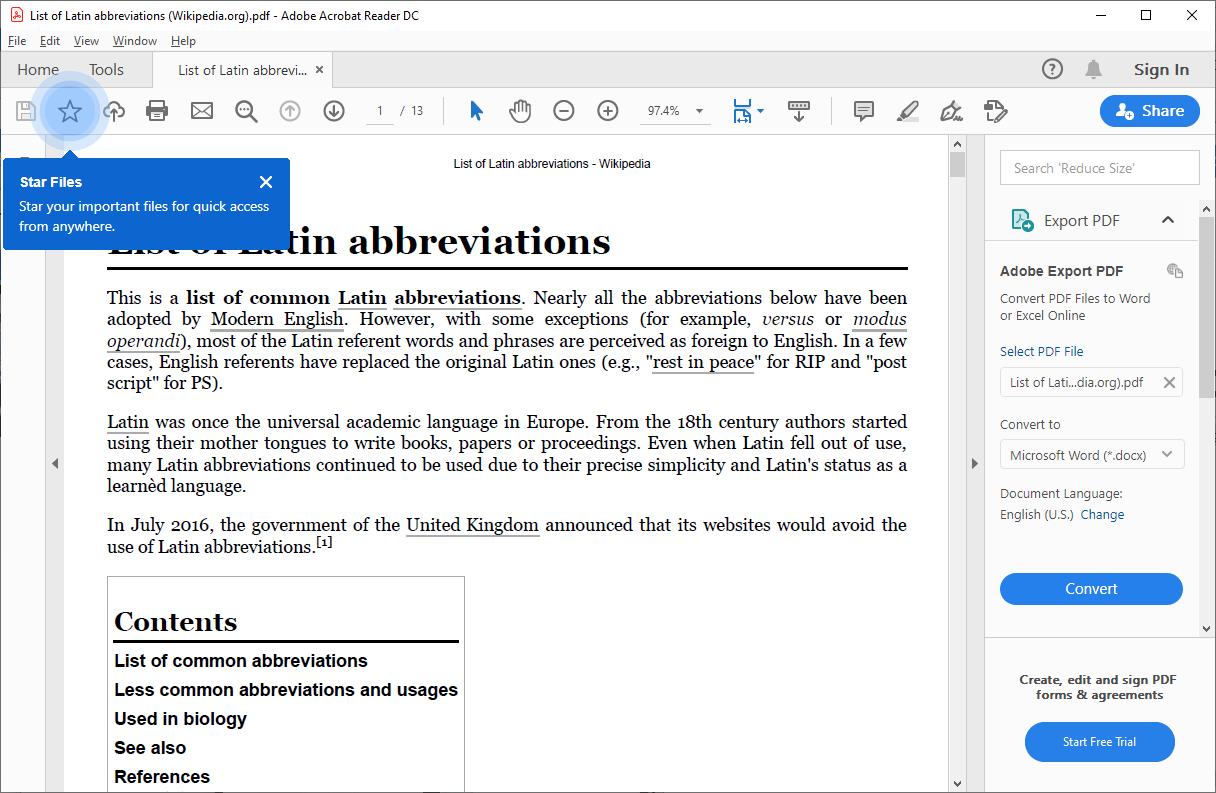 List of Latin abbreviations (Wikipedia.org).pdf - Adobe Acrobat Reader DC
File Edit View Window Help
Home Tools List of Latin abbrevi... × Sign In
1 / 13 97.4% Share
Star Files
Star your important files for quick access
from anywhere.
List of Latin abbreviations - Wikipedia
List of Latin abbreviations
This is a list of common Latin abbreviations. Nearly all the abbreviations below have been
adopted by Modern English. However, with some exceptions (for example, versus or modus
operandi), most of the Latin referent words and phrases are perceived as foreign to English. In a few
cases, English referents have replaced the original Latin ones (e.g., "rest in peace" for RIP and "post
script" for PS).
Latin was once the universal academic language in Europe. From the 18th century authors started
using their mother tongues to write books, papers or proceedings. Even when Latin fell out of use,
many Latin abbreviations continued to be used due to their precise simplicity and Latin's status as a
learnèd language.
In July 2016, the government of the United Kingdom announced that its websites would avoid the
use of Latin abbreviations.[1]
Contents
List of common abbreviations
Less common abbreviations and usages
Used in biology
See also
References
Search 'Reduce Size'
Export PDF
Adobe Export PDF
Convert PDF Files to Word
or Excel Online
Select PDF File
List of Lati...dia.org).pdf
Convert to
Microsoft Word (*.docx)
Document Language:
English (U.S.) Change
Convert
Create, edit and sign PDF
forms & agreements
Start Free Trial